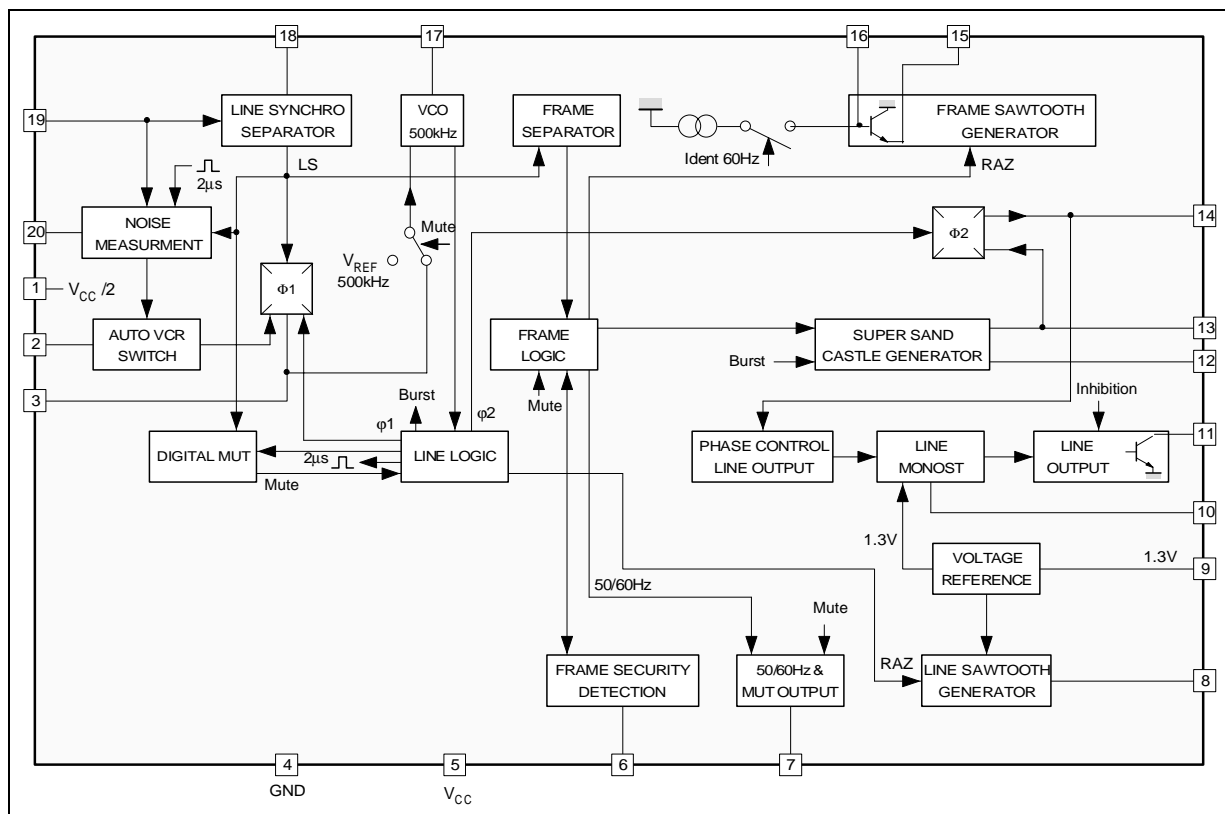 18
17
16
15
19
LINE SYNCHRO
SEPARATOR
VCO
500kHz
FRAME
SEPARATOR
FRAME SAWTOOTH
GENERATOR
Ident 60Hz
RAZ
LS
2μs
20
NOISE
MEASURMENT
Mute
VREF
500kHz
Φ1
Φ2
14
1
VCC /2
2
AUTO VCR
SWITCH
FRAME
LOGIC
SUPER SAND
CASTLE GENERATOR
13
12
Burst
3
Burst
Mute
Inhibition
φ1
φ2
DIGITAL MUT
2μs
Mute
LINE LOGIC
PHASE CONTROL
LINE OUTPUT
LINE
MONOST
LINE
OUTPUT
11
10
1.3V
VOLTAGE
REFERENCE
1.3V
9
50/60Hz
Mute
FRAME SECURITY
DETECTION
50/60Hz &
MUT OUTPUT
RAZ
LINE SAWTOOTH
GENERATOR
8
4
GND
5
VCC
6
7